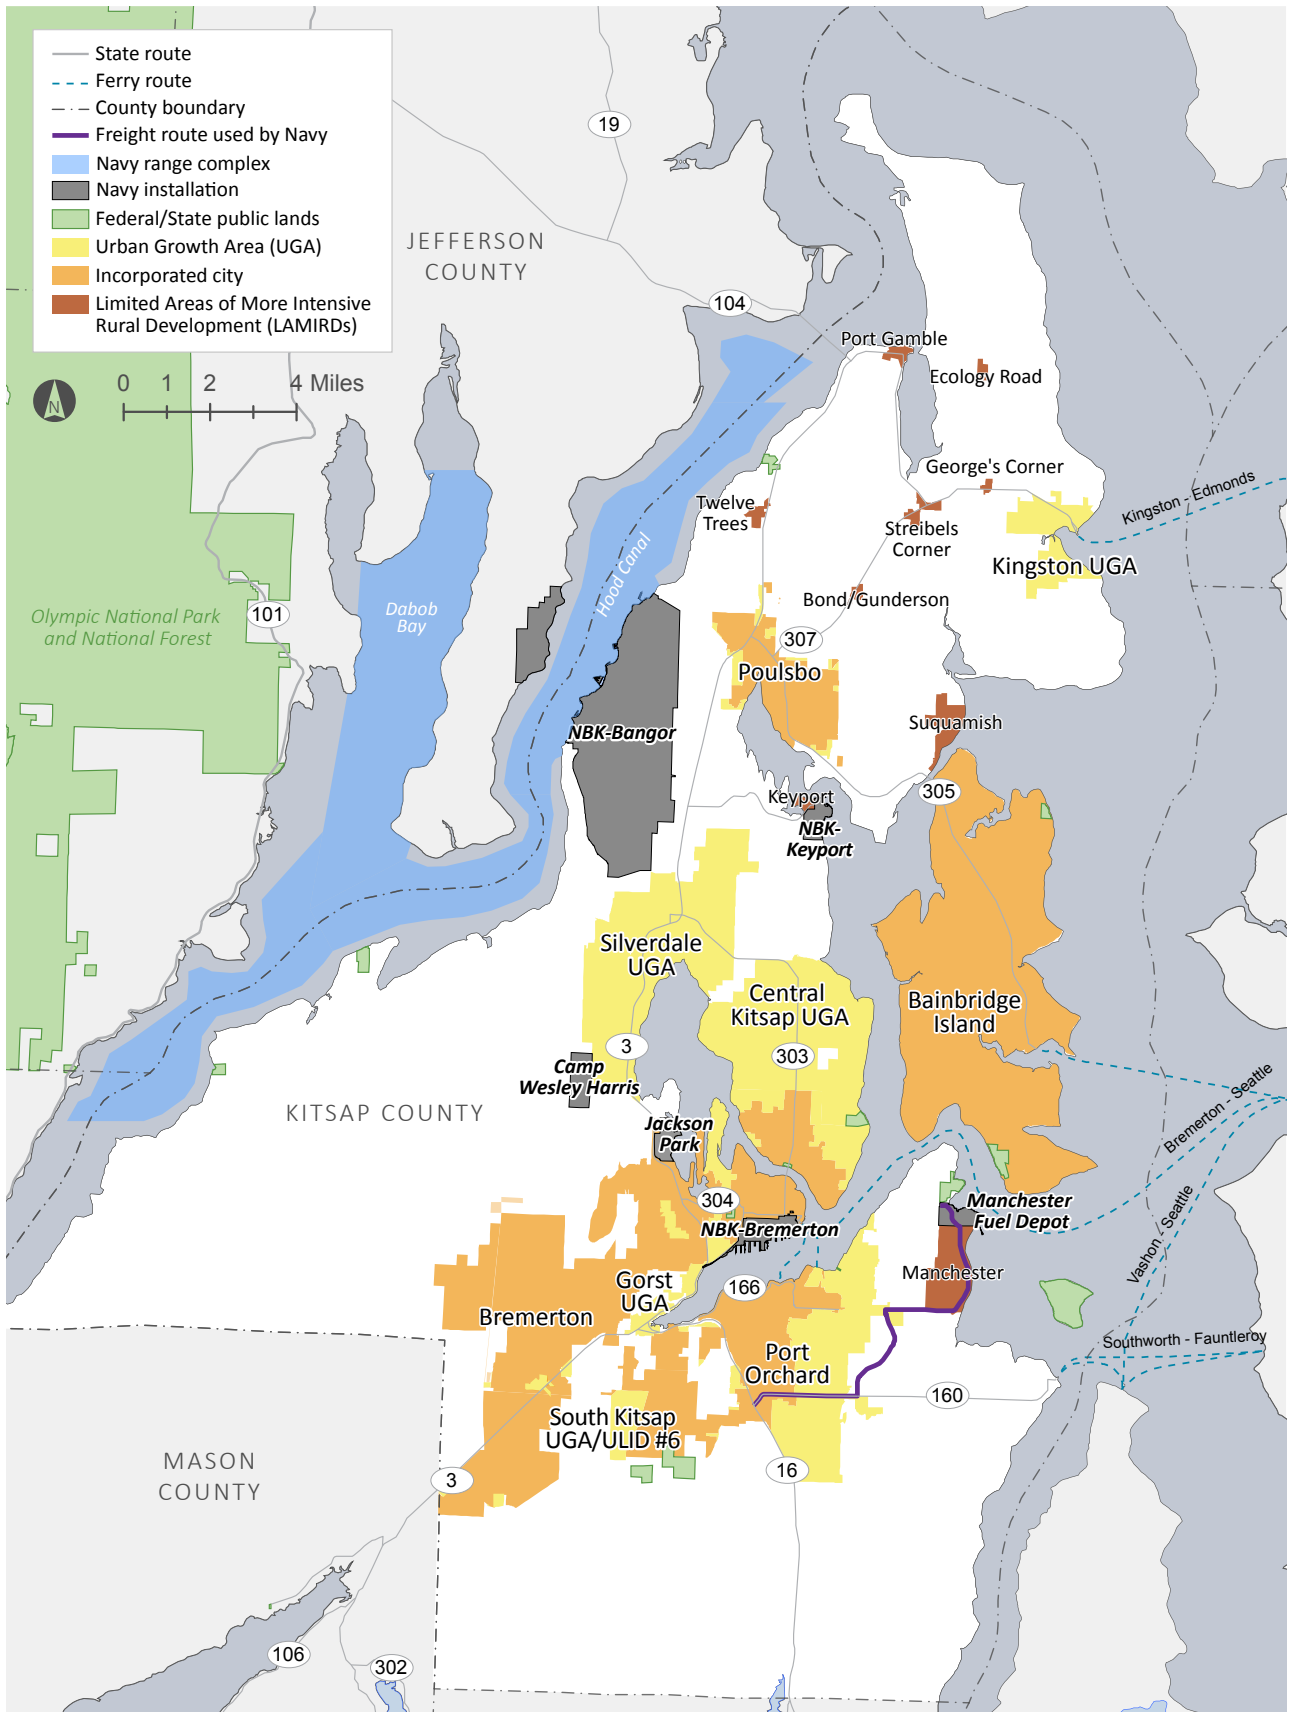 State route
Ferry route
County boundary
Freight route used by Navy
Navy range complex
Navy installation
Federal/State public lands
Urban Growth Area (UGA)
Incorporated city
Limited Areas of More Intensive
Rural Development (LAMIRDs)
19
JEFFERSON
COUNTY
104
Port Gamble
Ecology Road
0 1 2 4 Miles
N
George's Corner
Kingston - Edmonds
Twelve
Trees
Streibels
Corner
Hood Canal
Kingston UGA
Bond/Gunderson
Olympic National Park
and National Forest
101
Dabob
Bay
307
Poulsbo
Suquamish
NBK-Bangor
305
Keyport
NBK-
Keyport
Silverdale
UGA
Central
Kitsap UGA
Bainbridge
Island
3
303
Camp
Wesley Harris
KITSAP COUNTY
Jackson
Park
Bremerton - Seattle
304
NBK-Bremerton
Manchester
Fuel Depot
Vashon - Seattle
Manchester
Gorst
UGA
166
Bremerton
Southworth - Fauntleroy
Port
Orchard
160
South Kitsap
UGA/ULID #6
MASON
COUNTY
3
16
106
302